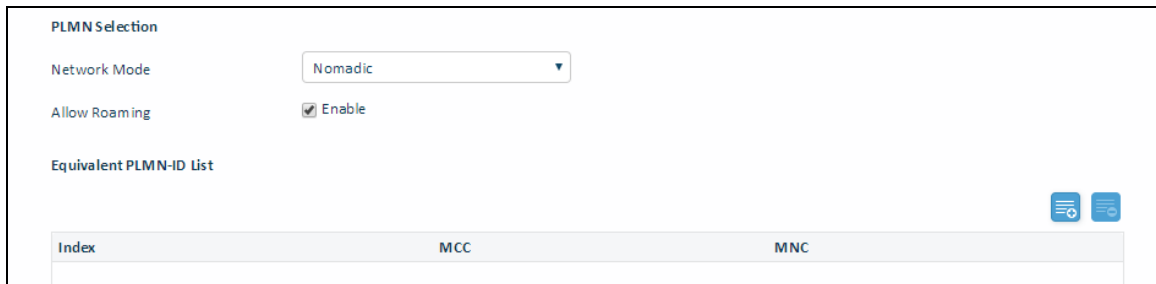 PLMN Selection
Network Mode Nomadic
Allow Roaming Enable
Equivalent PLMN-ID List
Index MCC MNC